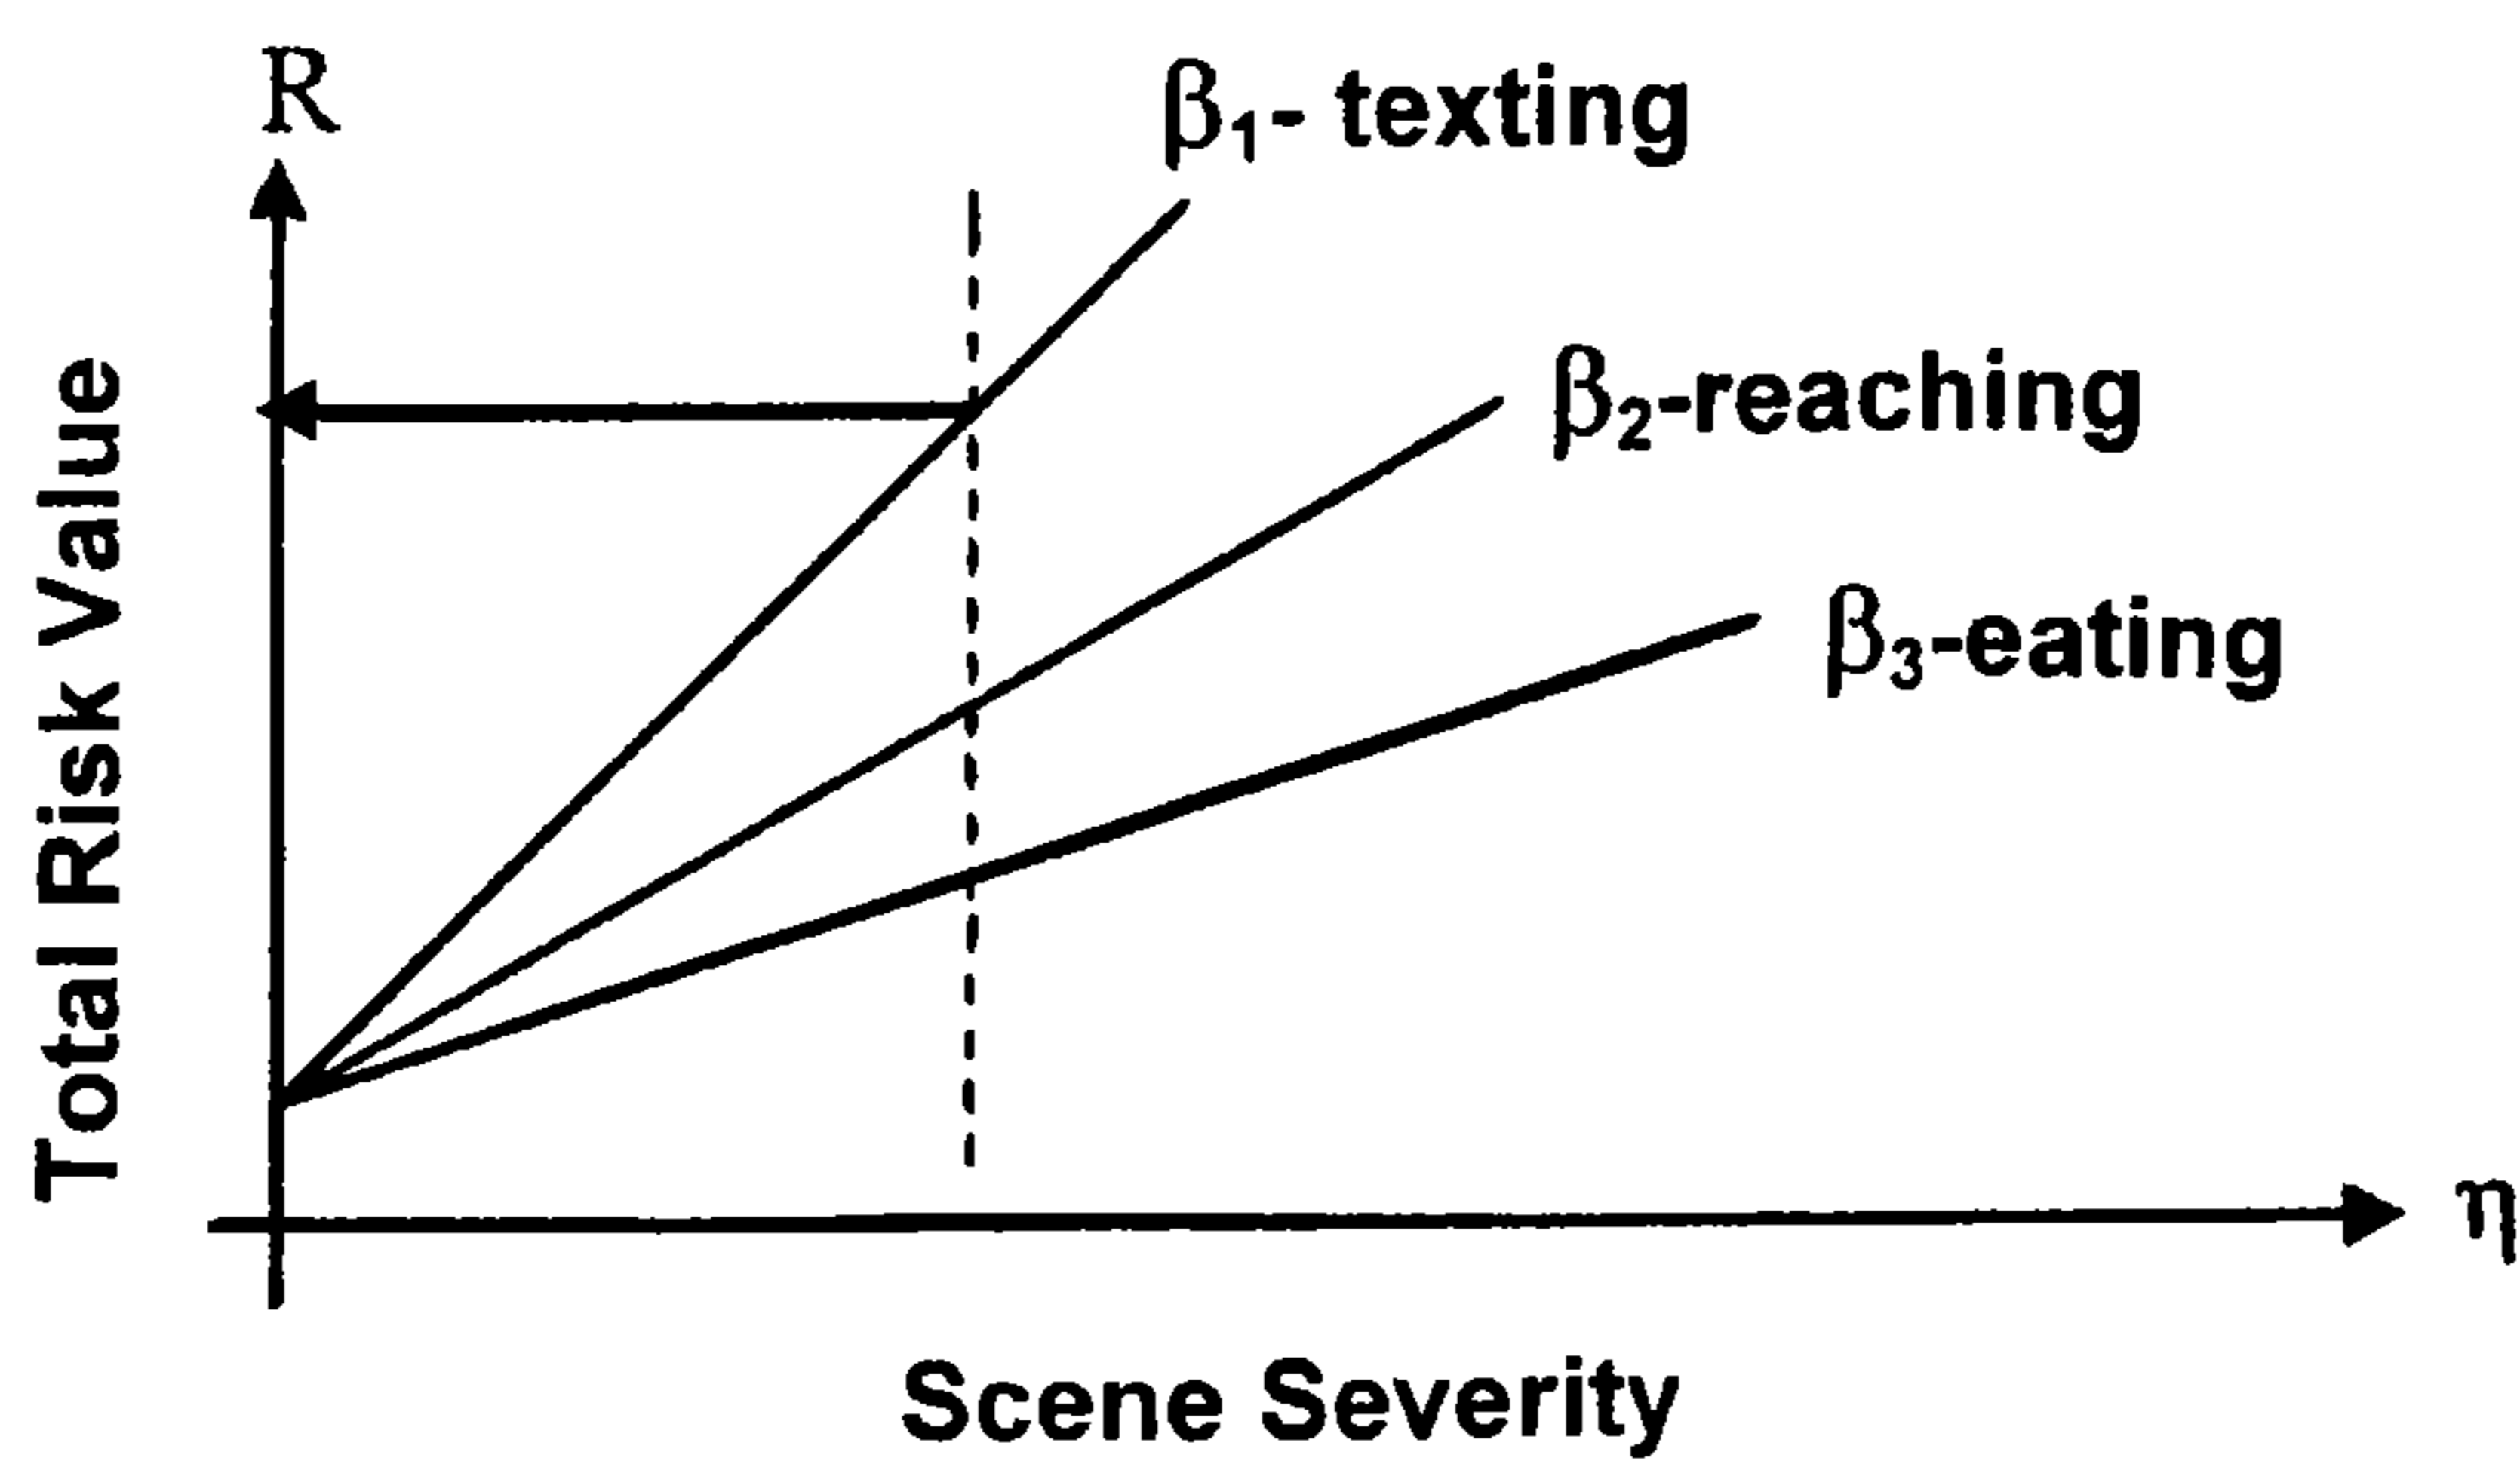 R
β₁- texting
β₂-reaching
β₃-eating
Total Risk Value
η
Scene Severity